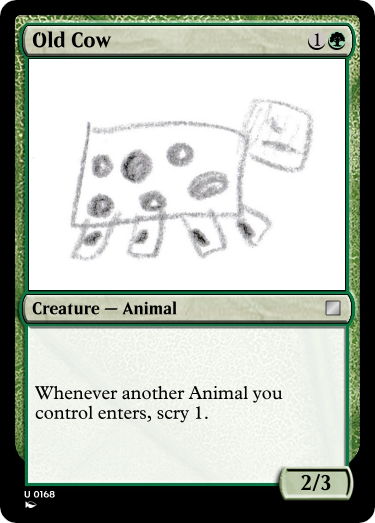 Old Cow 1
Creature — Animal
Whenever another Animal you
control enters, scry 1.
2/3
U 0168